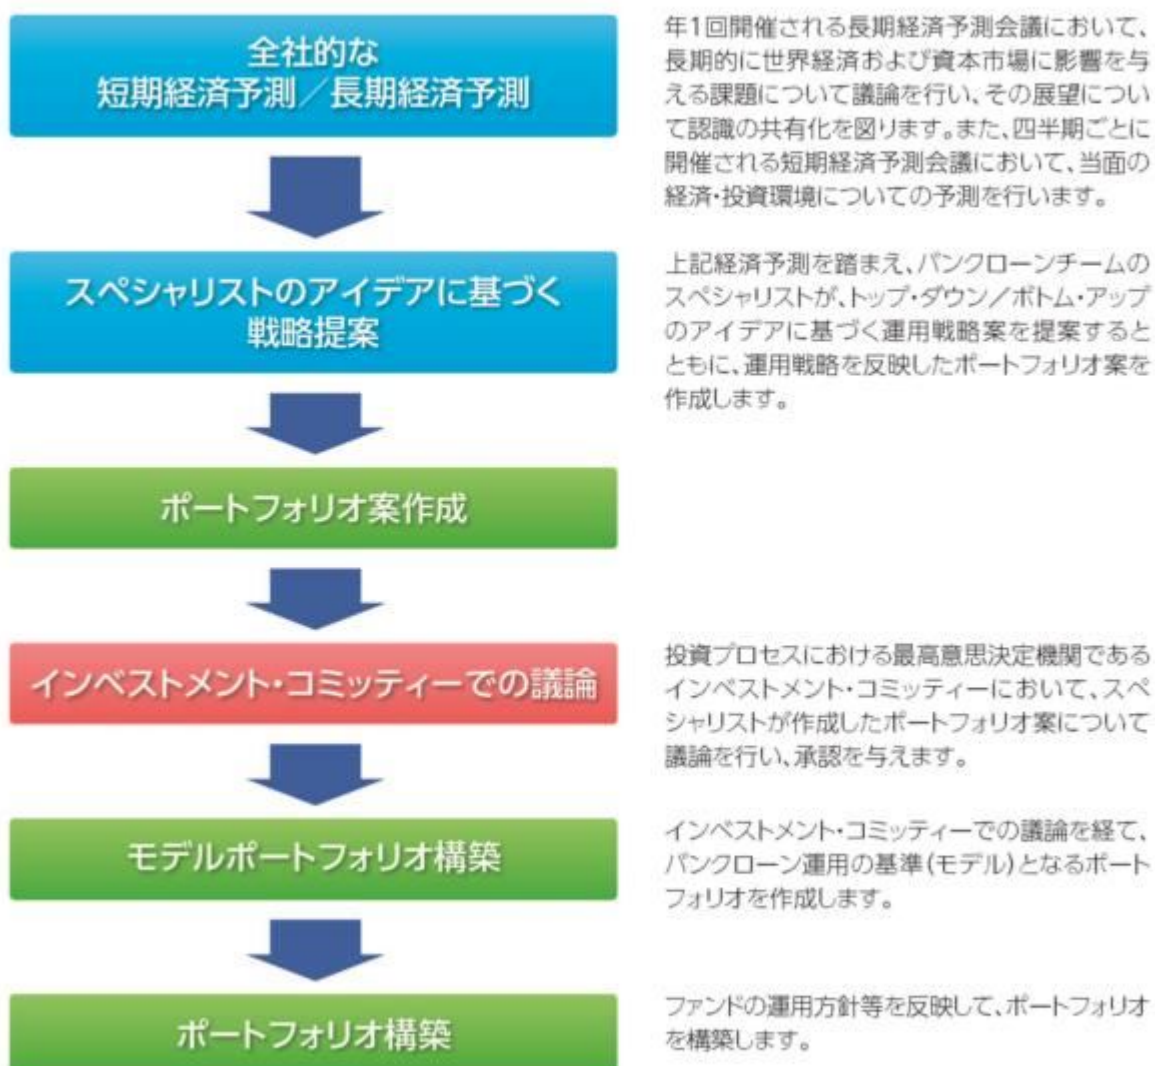 全社的な
短期経済予測／長期経済予測
年1回開催される長期経済予測会議において、
長期的に世界経済および資本市場に影響を与
える課題について議論を行い、その展望につい
て認識の共有化を図ります。また、四半期ごとに
開催される短期経済予測会議において、当面の
経済・投資環境についての予測を行います。
スペシャリストのアイデアに基づく
戦略提案
上記経済予測を踏まえ、バンクローンチームの
スペシャリストが、トップ・ダウン／ボトム・アップ
のアイデアに基づく運用戦略案を提案すると
ともに、運用戦略を反映したポートフォリオ案を
作成します。
ポートフォリオ案作成
インベストメント・コミッティーでの議論
投資プロセスにおける最高意思決定機関である
インベストメント・コミッティーにおいて、スペ
シャリストが作成したポートフォリオ案について
議論を行い、承認を与えます。
モデルポートフォリオ構築
インベストメント・コミッティーでの議論を経て、
バンクローン運用の基準(モデル)となるポート
フォリオを作成します。
ポートフォリオ構築
ファンドの運用方針等を反映して、ポートフォリオ
を構築します。